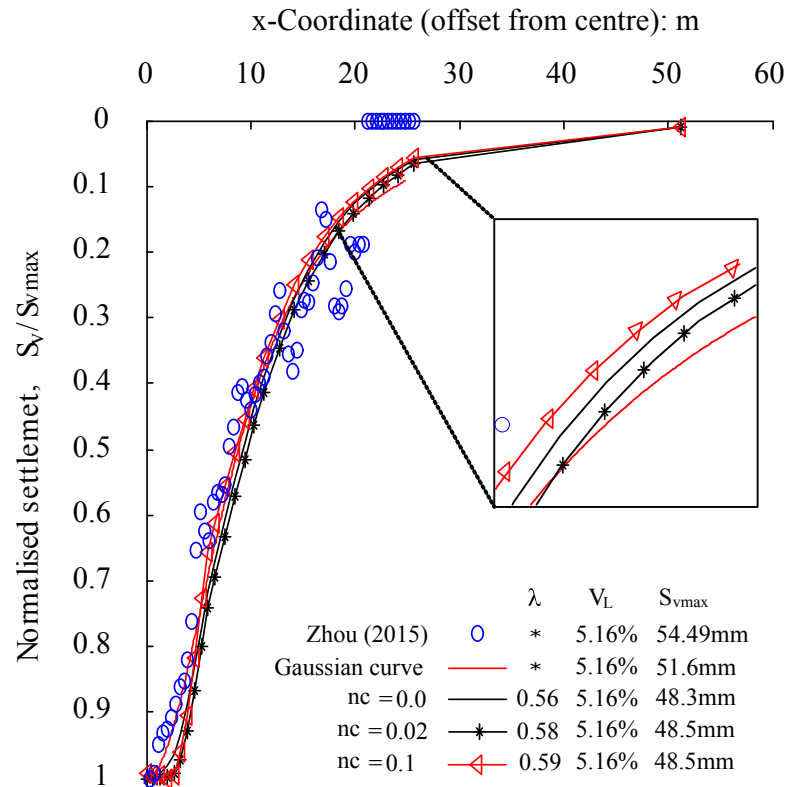 x-Coordinate (offset from centre): m
0 10 20 30 40 50 60
0
0.1
0.2
0.3
0.4
0.5
0.6
0.7
0.8
0.9
1
Normalised settlemet, Sv/Svmax
λ VL Svmax
Zhou (2015) * 5.16% 54.49mm
Gaussian curve * 5.16% 51.6mm
nc =0.0 0.56 5.16% 48.3mm
nc =0.02 0.58 5.16% 48.5mm
nc =0.1 0.59 5.16% 48.5mm